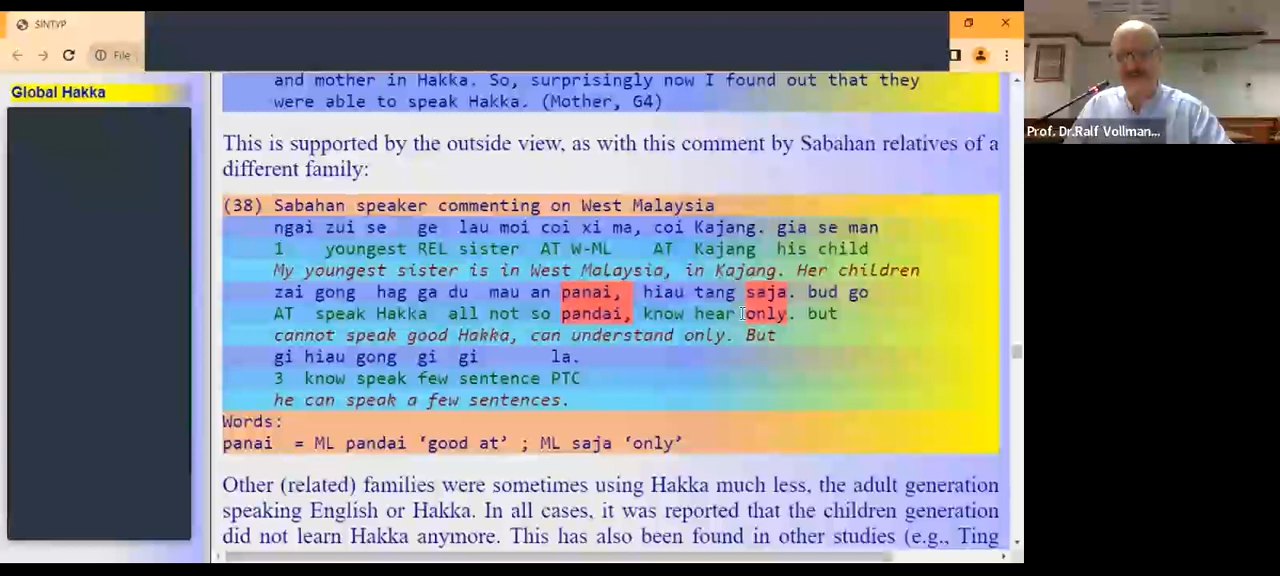 SINTYP
File
Global Hakka
and mother in Hakka. So, surprisingly now I found out that they
were able to speak Hakka. (Mother, G4)
This is supported by the outside view, as with this comment by Sabahan relatives of a
different family:
(38) Sabahan speaker commenting on West Malaysia
ngai zui se ge lau moi coi xi ma, coi Kajang. gia se man
1 youngest REL sister AT W-ML AT Kajang his child
My youngest sister is in West Malaysia, in Kajang. Her children
zai gong hag ga du mau an panai, hiau tang saja. bud go
AT speak Hakka all not so pandai, know hear only. but
cannot speak good Hakka, can understand only. But
gi hiau gong gi gi la.
3 know speak few sentence PTC
he can speak a few sentences.
Words:
panai = ML pandai ‘good at’ ; ML saja ‘only’
Other (related) families were sometimes using Hakka much less, the adult generation
speaking English or Hakka. In all cases, it was reported that the children generation
did not learn Hakka anymore. This has also been found in other studies (e.g., Ting
Prof. Dr.Ralf Vollman...